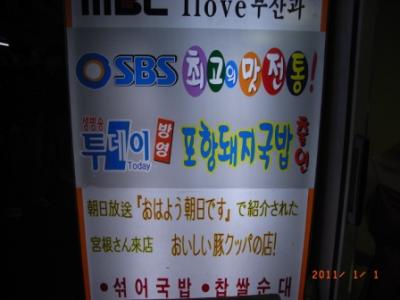 MBC I love 부산과
SBS 최고의 맛 전통!
생방송 투데이 Today 방영 포항돼지국밥 출연
朝日放送『おはよう朝日です』で紹介された
宮根さん来店 おいしい豚クッパの店!
・섞어국밥・찹쌀순대
2011/ 1/ 1